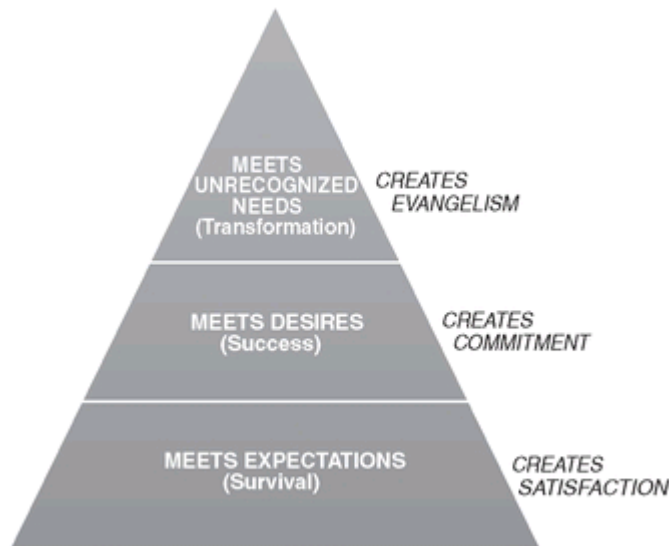 MEETS
UNRECOGNIZED
NEEDS
(Transformation)
CREATES
EVANGELISM
MEETS DESIRES
(Success)
CREATES
COMMITMENT
MEETS EXPECTATIONS
(Survival)
CREATES
SATISFACTION